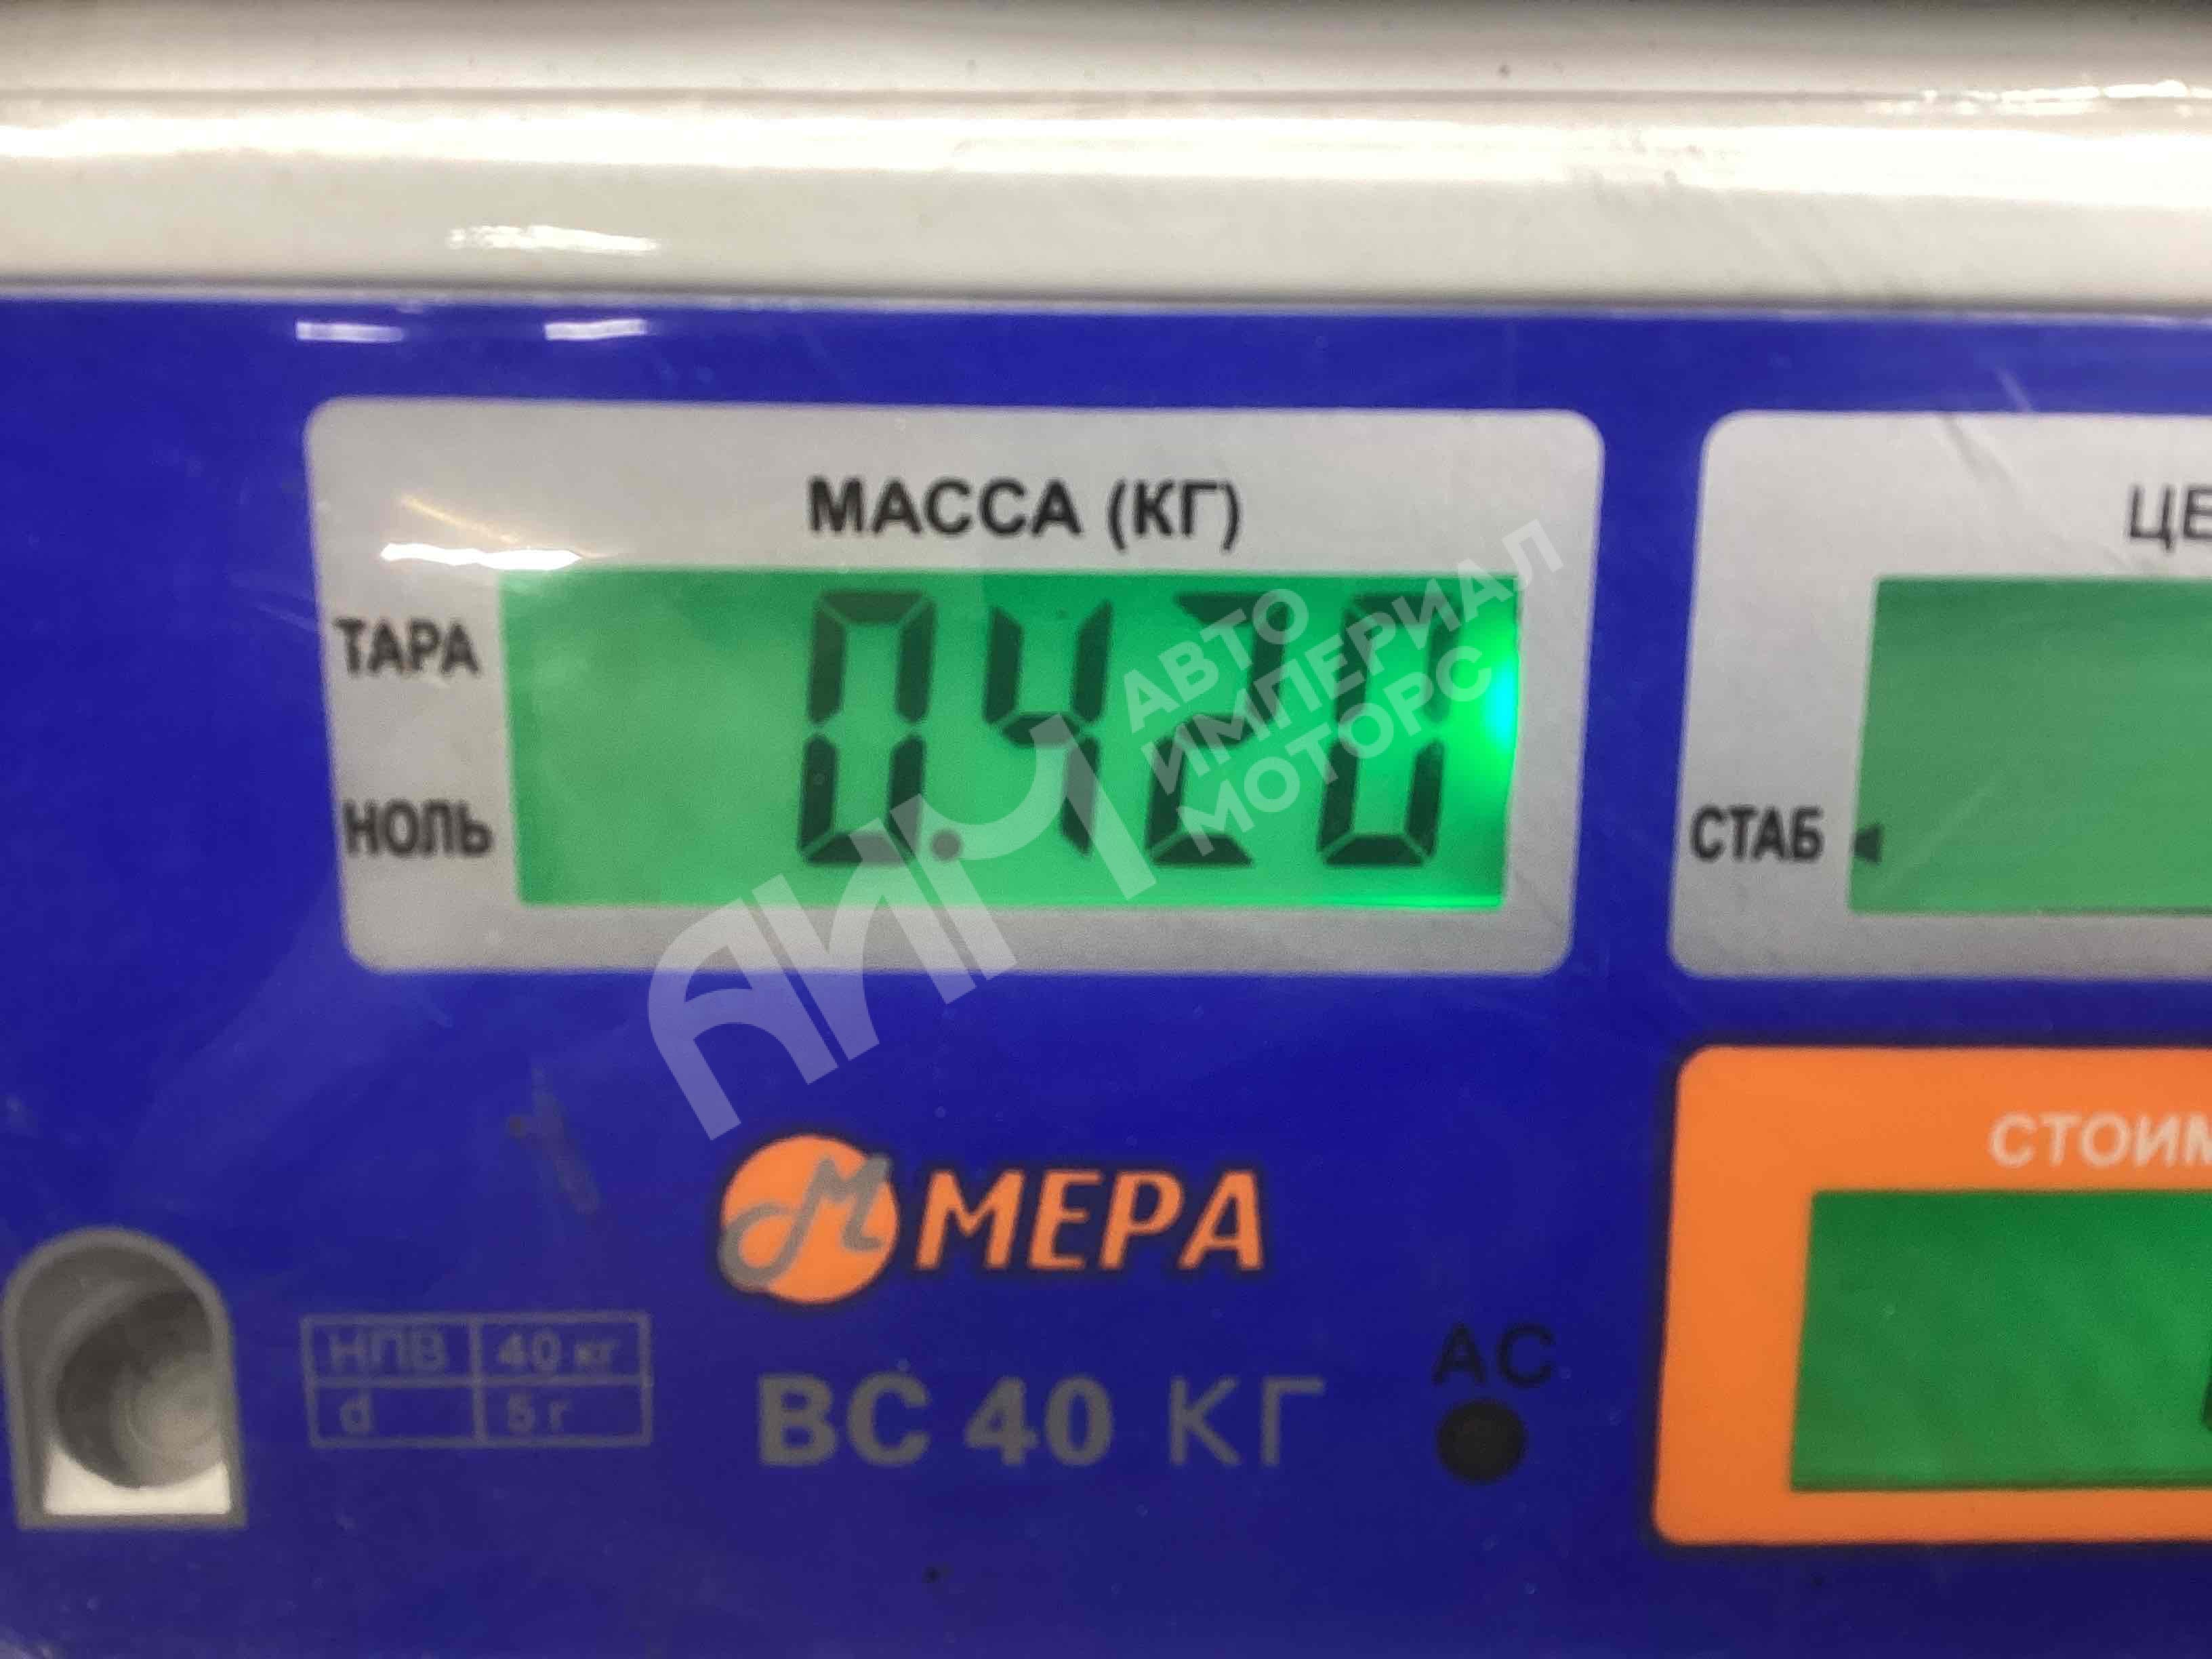 МАССА (КГ)
ЦЕ
ТАРА
0.420
НОЛЬ
СТАБ
АВТО
ИМПЕРИАЛ
МОТОРС
АИМ
СТОИМ
МЕРА
НПВ 40 кг
d 5 г
ВС 40 КГ
АС